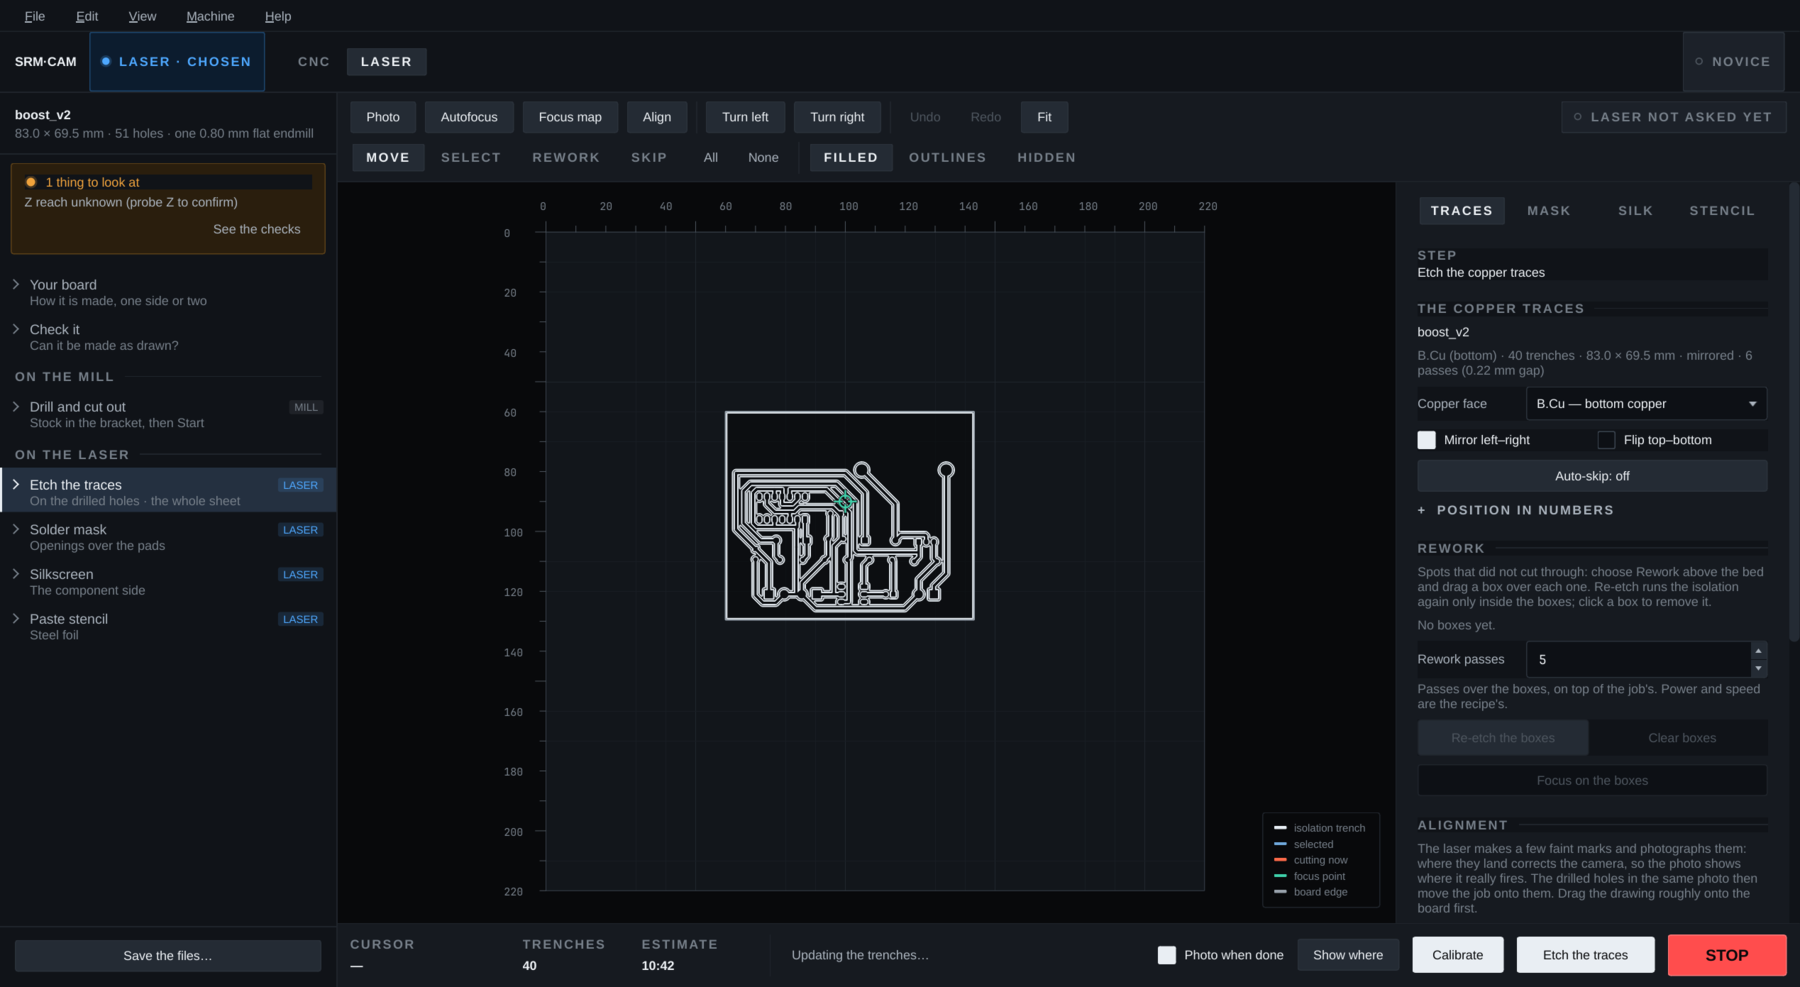 File Edit View Machine Help
SRM·CAM LASER · CHOSEN CNC LASER NOVICE
boost_v2
83.0 × 69.5 mm · 51 holes · one 0.80 mm flat endmill
1 thing to look at
Z reach unknown (probe Z to confirm)
See the checks
Your board
How it is made, one side or two
Check it
Can it be made as drawn?
ON THE MILL
Drill and cut out MILL
Stock in the bracket, then Start
ON THE LASER
Etch the traces LASER
On the drilled holes · the whole sheet
Solder mask LASER
Openings over the pads
Silkscreen LASER
The component side
Paste stencil LASER
Steel foil
Save the files…
Photo Autofocus Focus map Align Turn left Turn right Undo Redo Fit LASER NOT ASKED YET
MOVE SELECT REWORK SKIP All None FILLED OUTLINES HIDDEN
0 20 40 60 80 100 120 140 160 180 200 220
0
20
40
60
80
100
120
140
160
180
200
220
isolation trench
selected
cutting now
focus point
board edge
TRACES MASK SILK STENCIL
STEP
Etch the copper traces
THE COPPER TRACES
boost_v2
B.Cu (bottom) · 40 trenches · 83.0 × 69.5 mm · mirrored · 6
passes (0.22 mm gap)
Copper face B.Cu — bottom copper
Mirror left–right Flip top–bottom
Auto-skip: off
+ POSITION IN NUMBERS
REWORK
Spots that did not cut through: choose Rework above the bed
and drag a box over each one. Re-etch runs the isolation
again only inside the boxes; click a box to remove it.
No boxes yet.
Rework passes 5
Passes over the boxes, on top of the job's. Power and speed
are the recipe's.
Re-etch the boxes Clear boxes
Focus on the boxes
ALIGNMENT
The laser makes a few faint marks and photographs them:
where they land corrects the camera, so the photo shows
where it really fires. The drilled holes in the same photo then
move the job onto them. Drag the drawing roughly onto the
board first.
CURSOR TRENCHES ESTIMATE
— 40 10:42
Updating the trenches…
Photo when done Show where Calibrate Etch the traces STOP